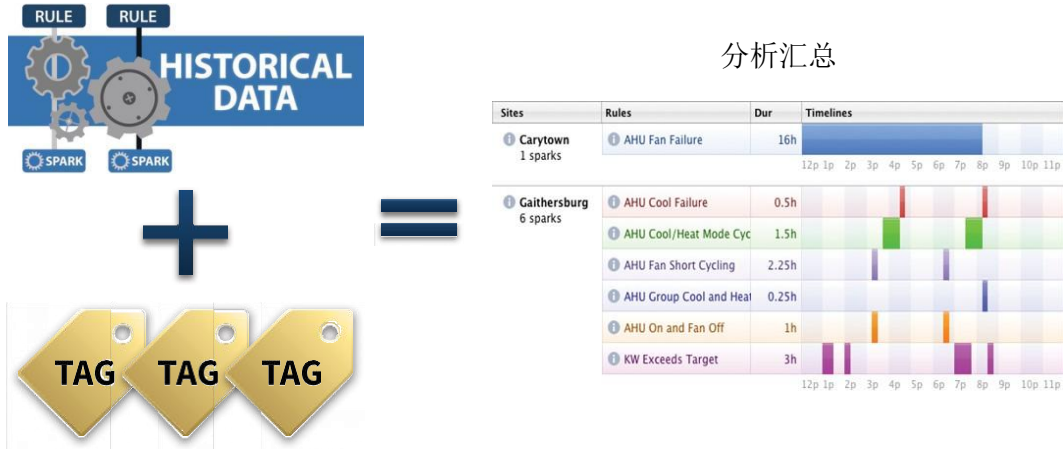 RULE
RULE
HISTORICAL
DATA
SPARK
SPARK
TAG
TAG
TAG
分析汇总
Sites Rules Dur Timelines
Carytown AHU Fan Failure 16h
1 sparks
12p 1p 2p 3p 4p 5p 6p 7p 8p 9p 10p 11p
Gaithersburg AHU Cool Failure 0.5h
6 sparks
AHU Cool/Heat Mode Cyc 1.5h
AHU Fan Short Cycling 2.25h
AHU Group Cool and Heat 0.25h
AHU On and Fan Off 1h
KW Exceeds Target 3h
12p 1p 2p 3p 4p 5p 6p 7p 8p 9p 10p 11p